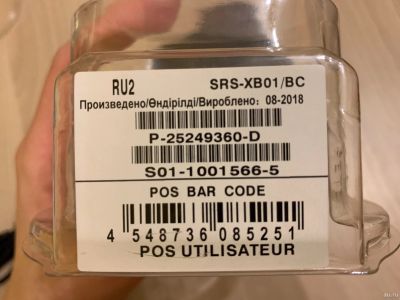 RU2 SRS-XB01/BC
Произведено/Өндірілді/Вироблено: 08-2018
P-25249360-D
S01-1001566-5
POS BAR CODE
4 548736 085251
POS UTILISATEUR